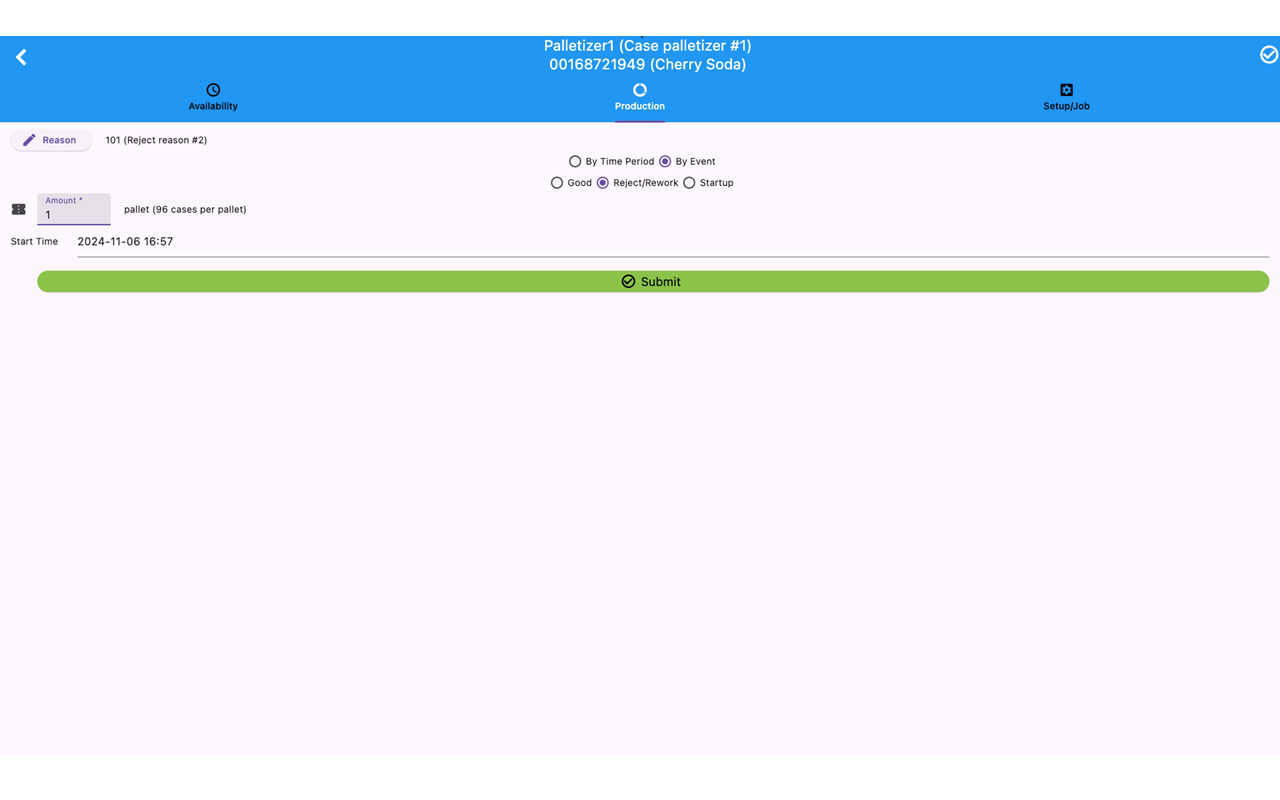 Palletizer1 (Case palletizer #1)
00168721949 (Cherry Soda)
Availability
Production
Setup/Job
Reason
101 (Reject reason #2)
By Time Period
By Event
Good
Reject/Rework
Startup
Amount *
1
pallet (96 cases per pallet)
Start Time
2024-11-06 16:57
Submit